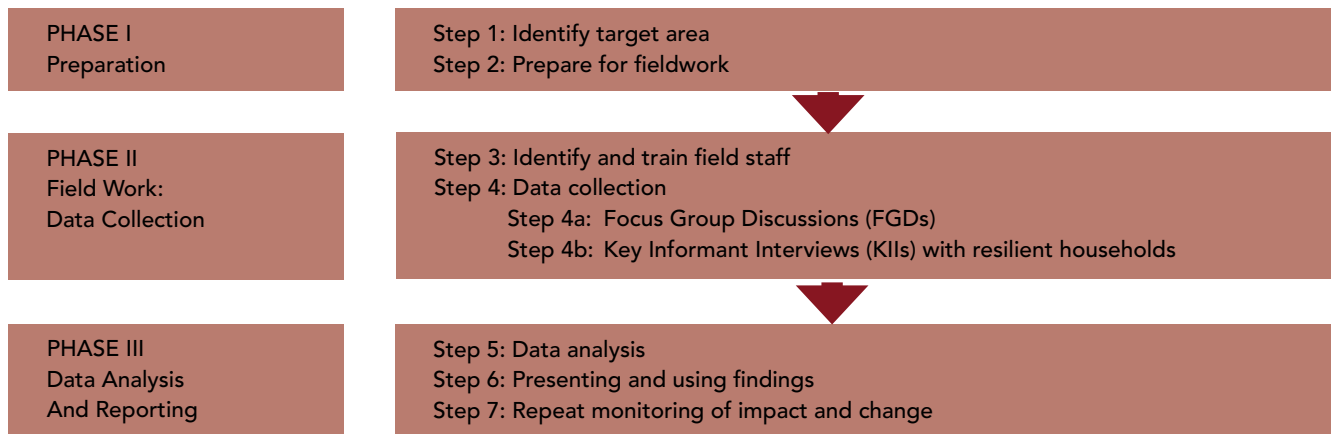 PHASE I
Preparation
Step 1: Identify target area
Step 2: Prepare for fieldwork
PHASE II
Field Work:
Data Collection
Step 3: Identify and train field staff
Step 4: Data collection
Step 4a: Focus Group Discussions (FGDs)
Step 4b: Key Informant Interviews (KIIs) with resilient households
PHASE III
Data Analysis
And Reporting
Step 5: Data analysis
Step 6: Presenting and using findings
Step 7: Repeat monitoring of impact and change